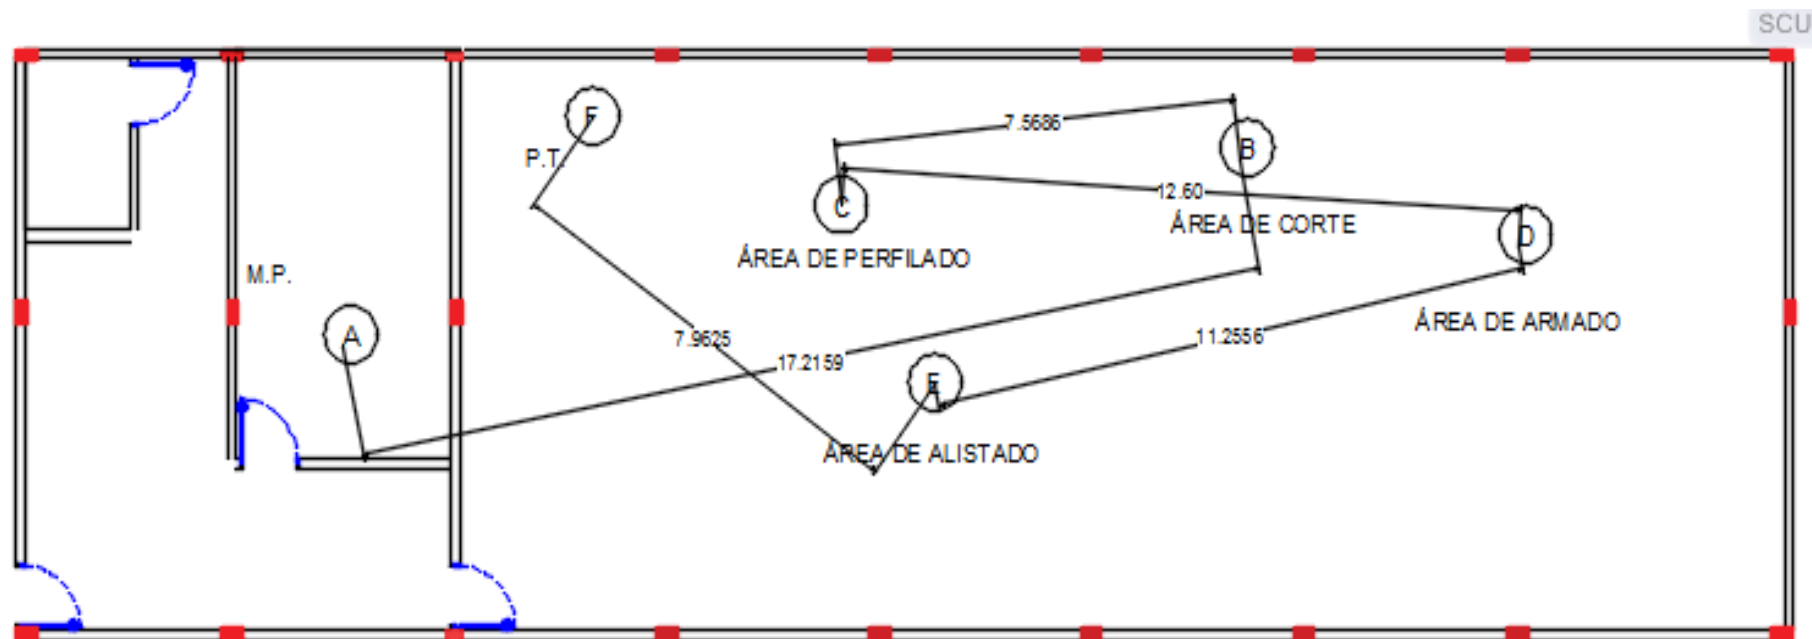 SCU
F
7.5686
B
P.T.
12.60
C
ÁREA DE CORTE
D
ÁREA DE PERFILADO
M.P.
ÁREA DE ARMADO
A
7.9625
11.2556
17.2159
E
ÁREA DE ALISTADO